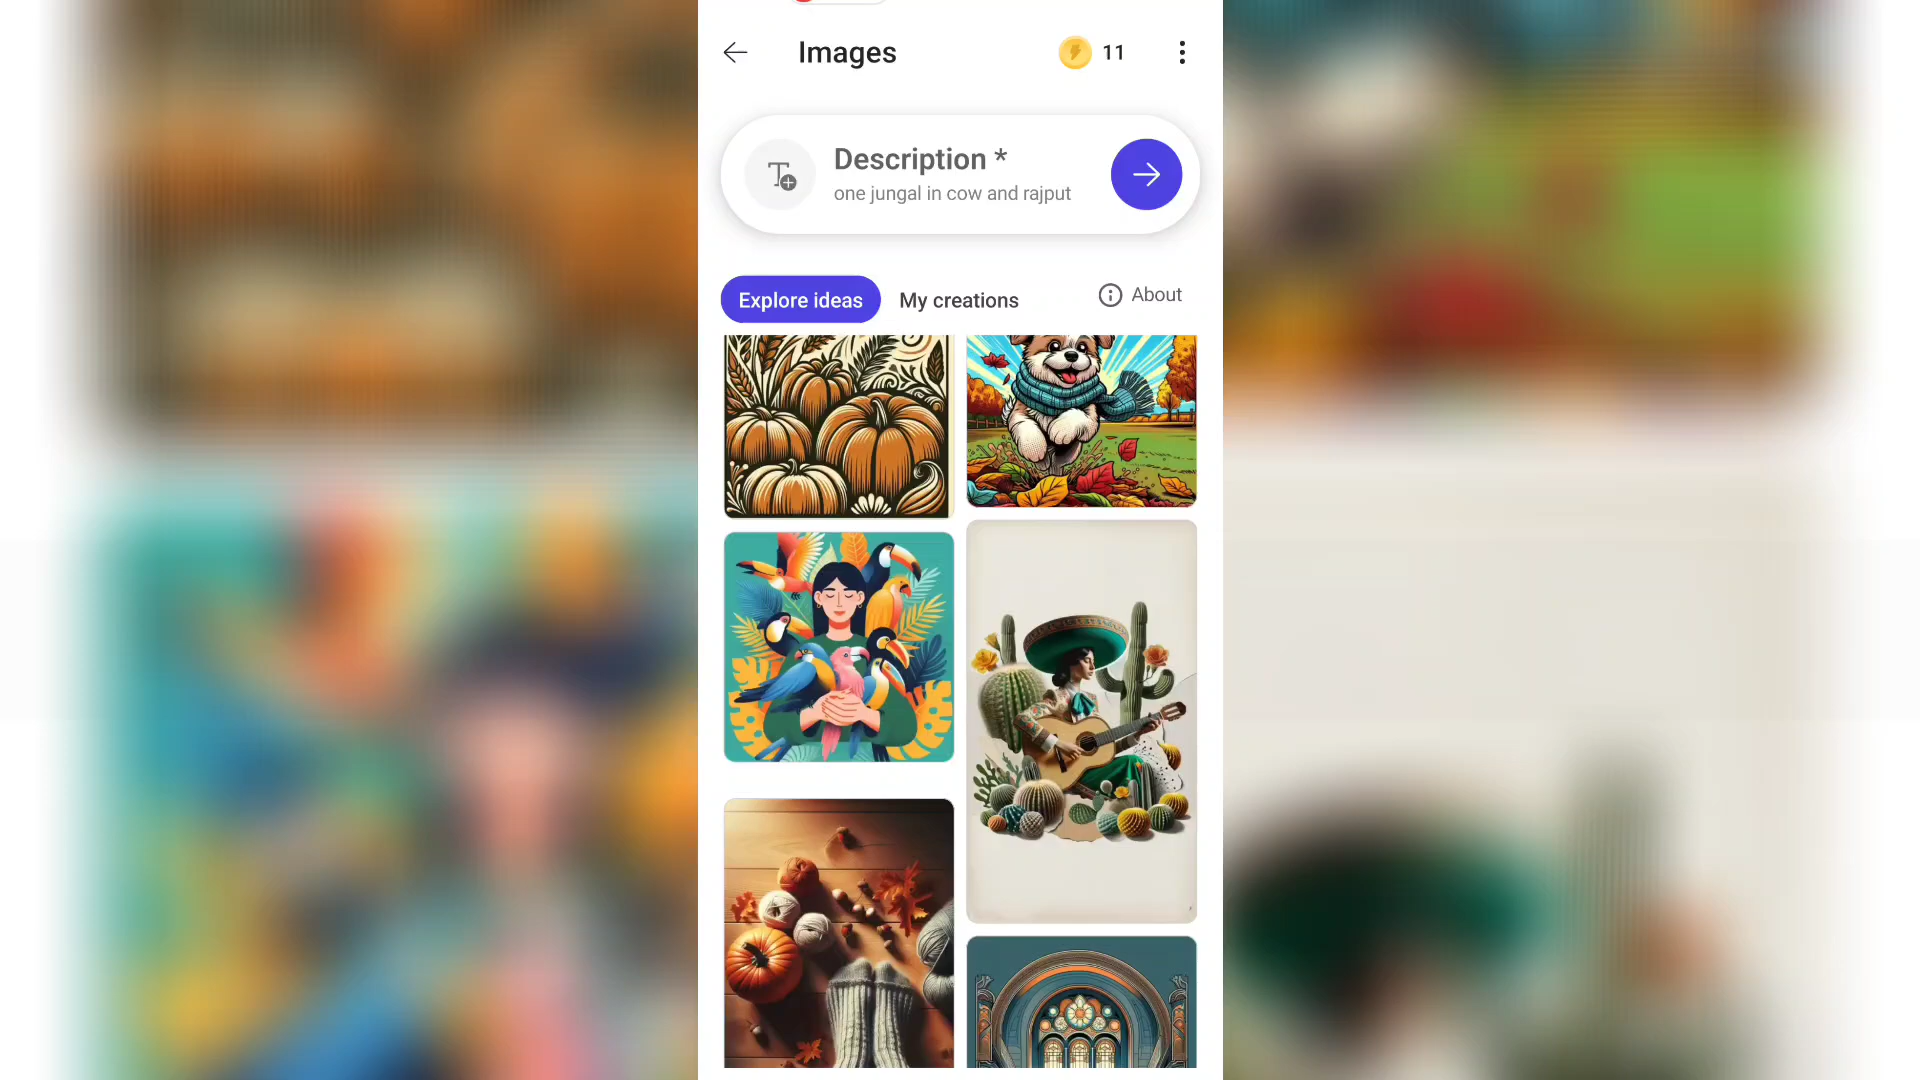 Images
11
Description *
one jungal in cow and rajput
Explore ideas
My creations
About